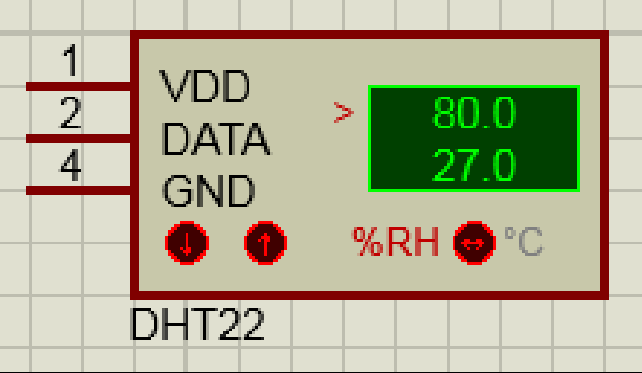 1
VDD
2
DATA
4
GND
>
80.0
27.0
↓ ↑ %RH ↔ °C
DHT22